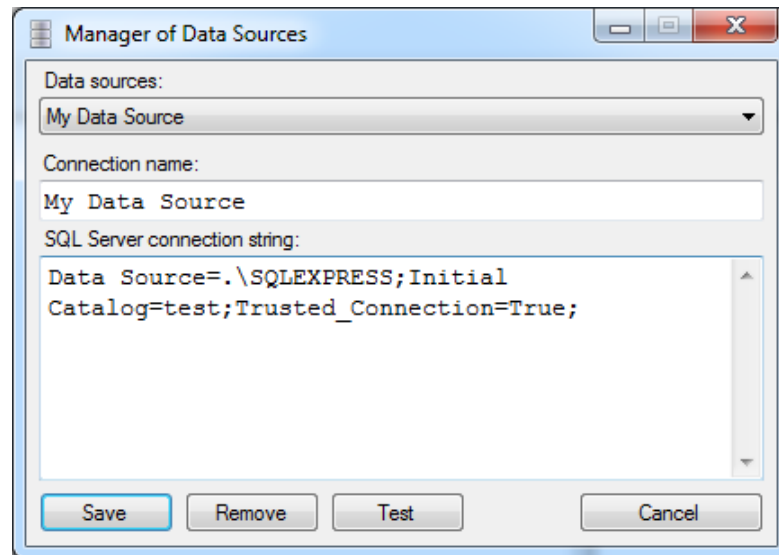 Manager of Data Sources
Data sources:
My Data Source
Connection name:
My Data Source
SQL Server connection string:
Data Source=.\SQLEXPRESS;Initial
Catalog=test;Trusted_Connection=True;
Save Remove Test Cancel